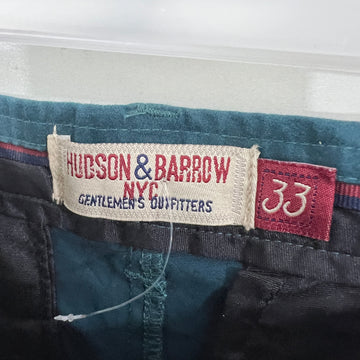 HUDSON & BARROW
NYC
GENTLEMEN'S OUTFITTERS
33